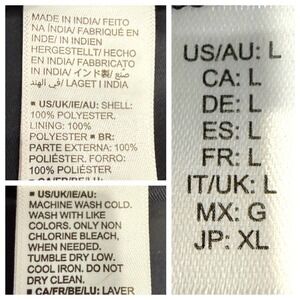 MADE IN INDIA/ FEITO
NA ÍNDIA/ FABRIQUÉ EN
INDE/ IN INDIEN
HERGESTELLT/ HECHO
EN INDIA/ FABBRICATO
IN INDIA/ インド製/ صنع
في الهند/ LAGET I INDIA
■ US/UK/IE/AU: SHELL:
100% POLYESTER.
LINING: 100%
POLYESTER ■ BR:
PARTE EXTERNA: 100%
POLIÉSTER. FORRO:
100% POLIÉSTER
■ US/UK/IE/AU:
MACHINE WASH COLD.
WASH WITH LIKE
COLORS. ONLY NON
CHLORINE BLEACH,
WHEN NEEDED.
TUMBLE DRY LOW.
COOL IRON. DO NOT
DRY CLEAN.
■ CA/FR/BE/LU: LAVER
US/AU: L
CA: L
DE: L
ES: L
FR: L
IT/UK: L
MX: G
JP: XL